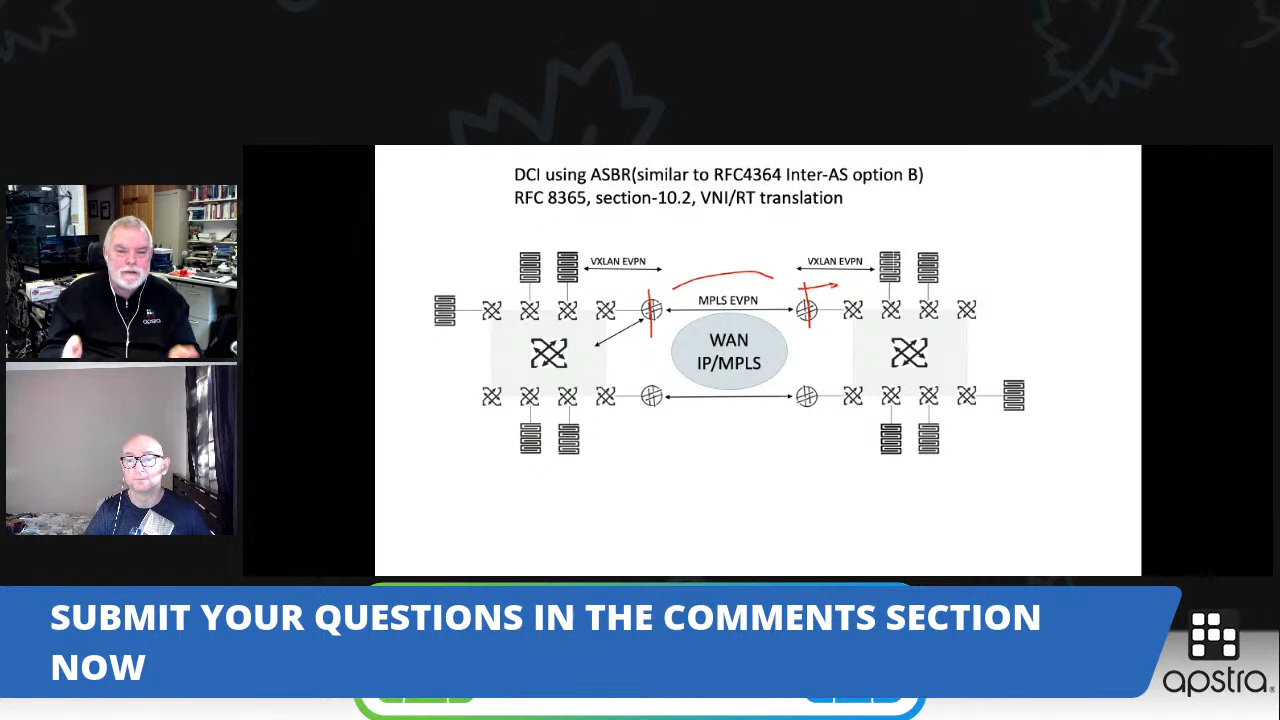 DCI using ASBR(similar to RFC4364 Inter-AS option B)
RFC 8365, section-10.2, VNI/RT translation
VXLAN EVPN
VXLAN EVPN
MPLS EVPN
WAN
IP/MPLS
apstra
SUBMIT YOUR QUESTIONS IN THE COMMENTS SECTION
NOW
apstra